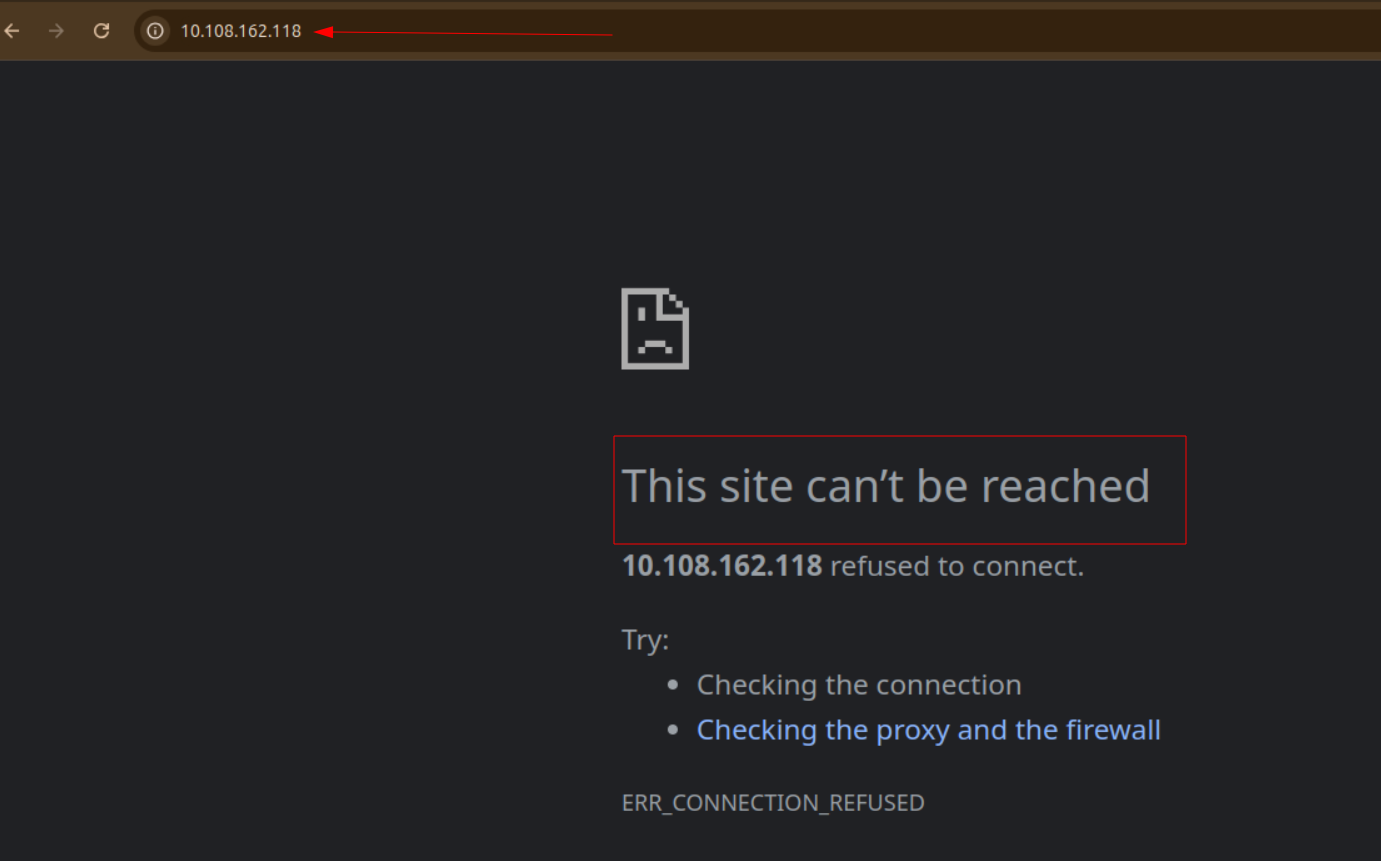 10.108.162.118
This site can’t be reached
10.108.162.118 refused to connect.
Try:
Checking the connection
Checking the proxy and the firewall
ERR_CONNECTION_REFUSED